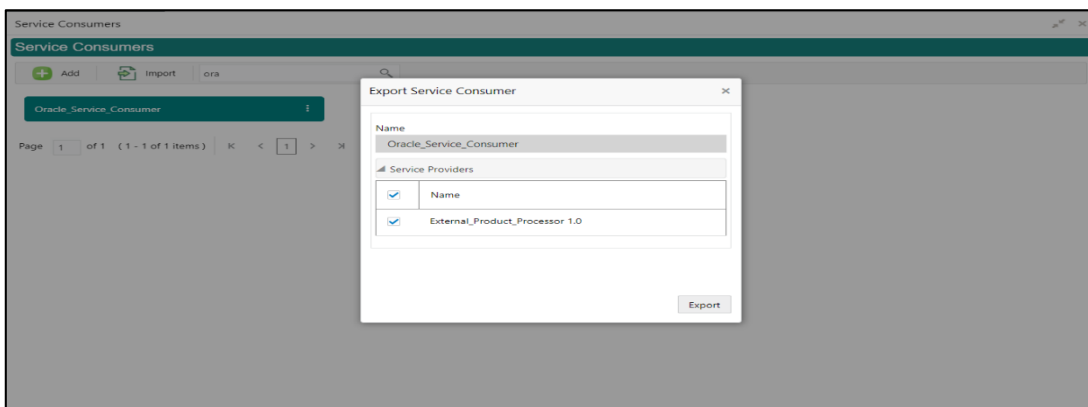 Service Consumers
Service Consumers
Add Import ora
Oracle_Service_Consumer
Page 1 of 1 (1 - 1 of 1 items) 1
Export Service Consumer
Name
Oracle_Service_Consumer
Service Providers
Name
External_Product_Processor 1.0
Export